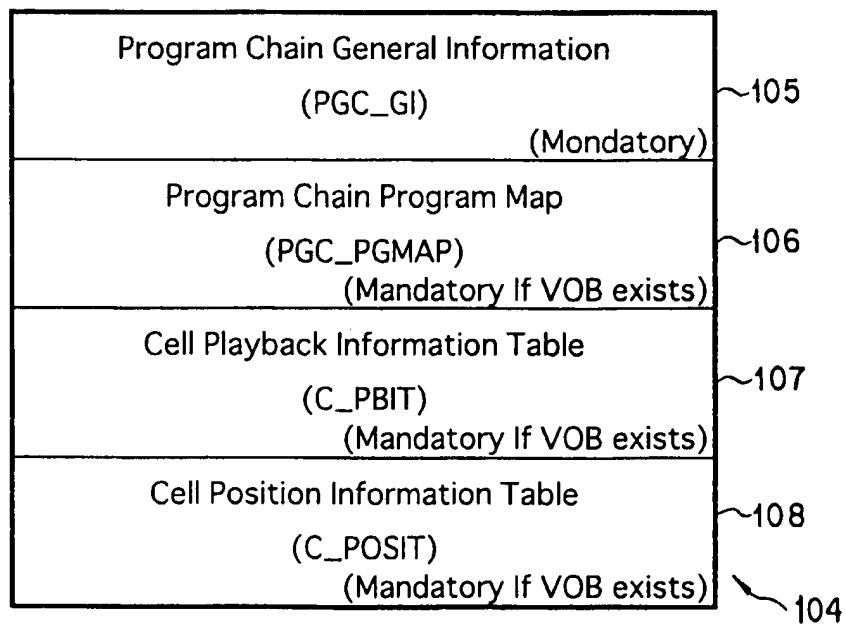 Program Chain General Information
(PGC_GI)
(Mondatory)
105
Program Chain Program Map
(PGC_PGMAP)
(Mandatory If VOB exists)
106
Cell Playback Information Table
(C_PBIT)
(Mandatory If VOB exists)
107
Cell Position Information Table
(C_POSIT)
(Mandatory If VOB exists)
108
104